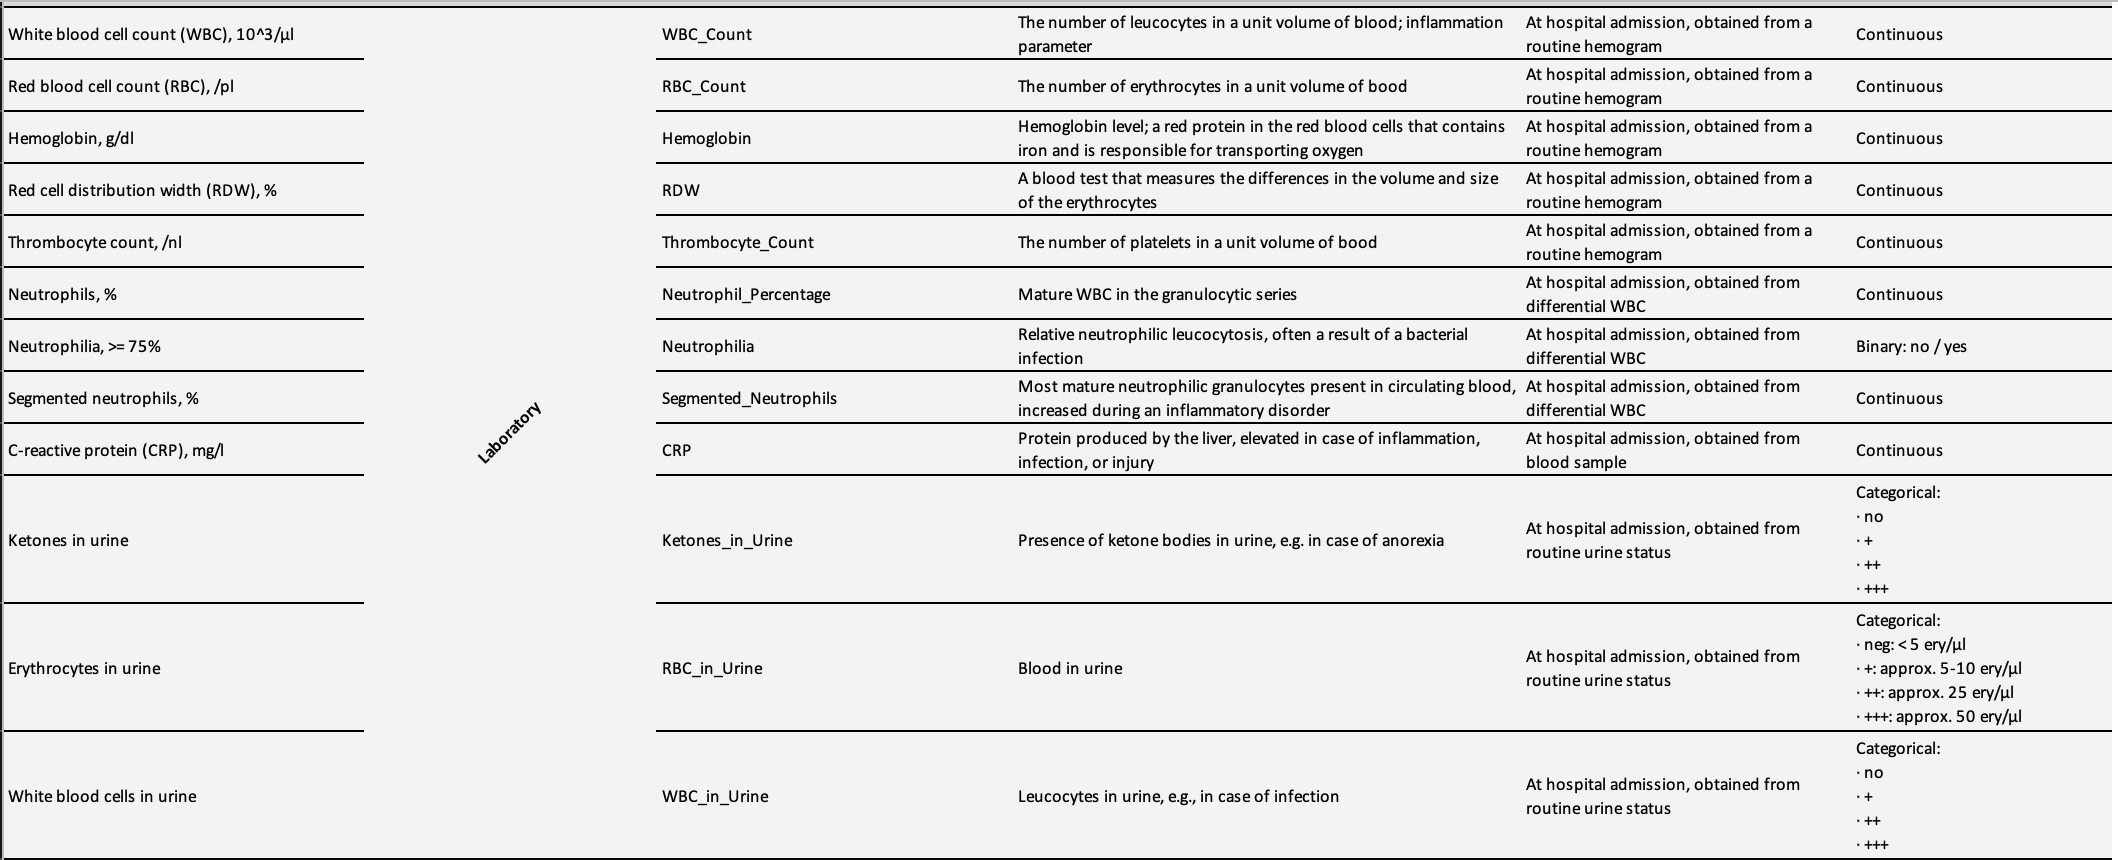 White blood cell count (WBC), 10^3/µl
WBC_Count
The number of leucocytes in a unit volume of blood; inflammation
parameter
At hospital admission, obtained from a
routine hemogram
Continuous
Red blood cell count (RBC), /pl
RBC_Count
The number of erythrocytes in a unit volume of bood
At hospital admission, obtained from a
routine hemogram
Continuous
Hemoglobin, g/dl
Hemoglobin
Hemoglobin level; a red protein in the red blood cells that contains
iron and is responsible for transporting oxygen
At hospital admission, obtained from a
routine hemogram
Continuous
Red cell distribution width (RDW), %
RDW
A blood test that measures the differences in the volume and size
of the erythrocytes
At hospital admission, obtained from a
routine hemogram
Continuous
Thrombocyte count, /nl
Thrombocyte_Count
The number of platelets in a unit volume of bood
At hospital admission, obtained from a
routine hemogram
Continuous
Neutrophils, %
Neutrophil_Percentage
Mature WBC in the granulocytic series
At hospital admission, obtained from
differential WBC
Continuous
Neutrophilia, >= 75%
Neutrophilia
Relative neutrophilic leucocytosis, often a result of a bacterial
infection
At hospital admission, obtained from
differential WBC
Binary: no / yes
Segmented neutrophils, %
Segmented_Neutrophils
Most mature neutrophilic granulocytes present in circulating blood,
increased during an inflammatory disorder
At hospital admission, obtained from
differential WBC
Continuous
Laboratory
C-reactive protein (CRP), mg/l
CRP
Protein produced by the liver, elevated in case of inflammation,
infection, or injury
At hospital admission, obtained from
blood sample
Continuous
Ketones in urine
Ketones_in_Urine
Presence of ketone bodies in urine, e.g. in case of anorexia
At hospital admission, obtained from
routine urine status
Categorical:
· no
· +
· ++
· +++
Erythrocytes in urine
RBC_in_Urine
Blood in urine
At hospital admission, obtained from
routine urine status
Categorical:
· neg: < 5 ery/µl
· +: approx. 5-10 ery/µl
· ++: approx. 25 ery/µl
· +++: approx. 50 ery/µl
White blood cells in urine
WBC_in_Urine
Leucocytes in urine, e.g., in case of infection
At hospital admission, obtained from
routine urine status
Categorical:
· no
· +
· ++
· +++